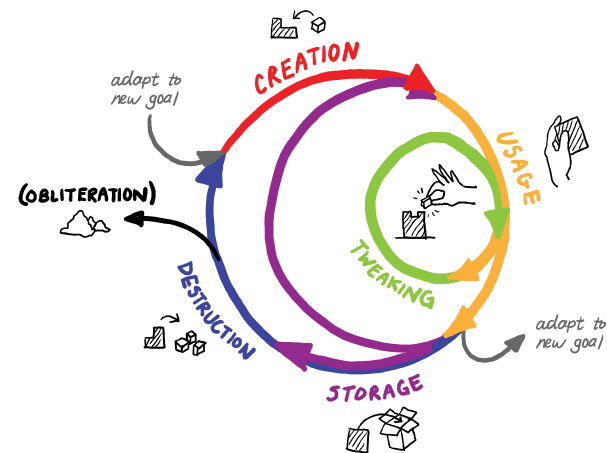 CREATION
adapt to
new goal
USAGE
(OBLITERATION)
TWEAKING
DESTRUCTION
adapt to
new goal
STORAGE